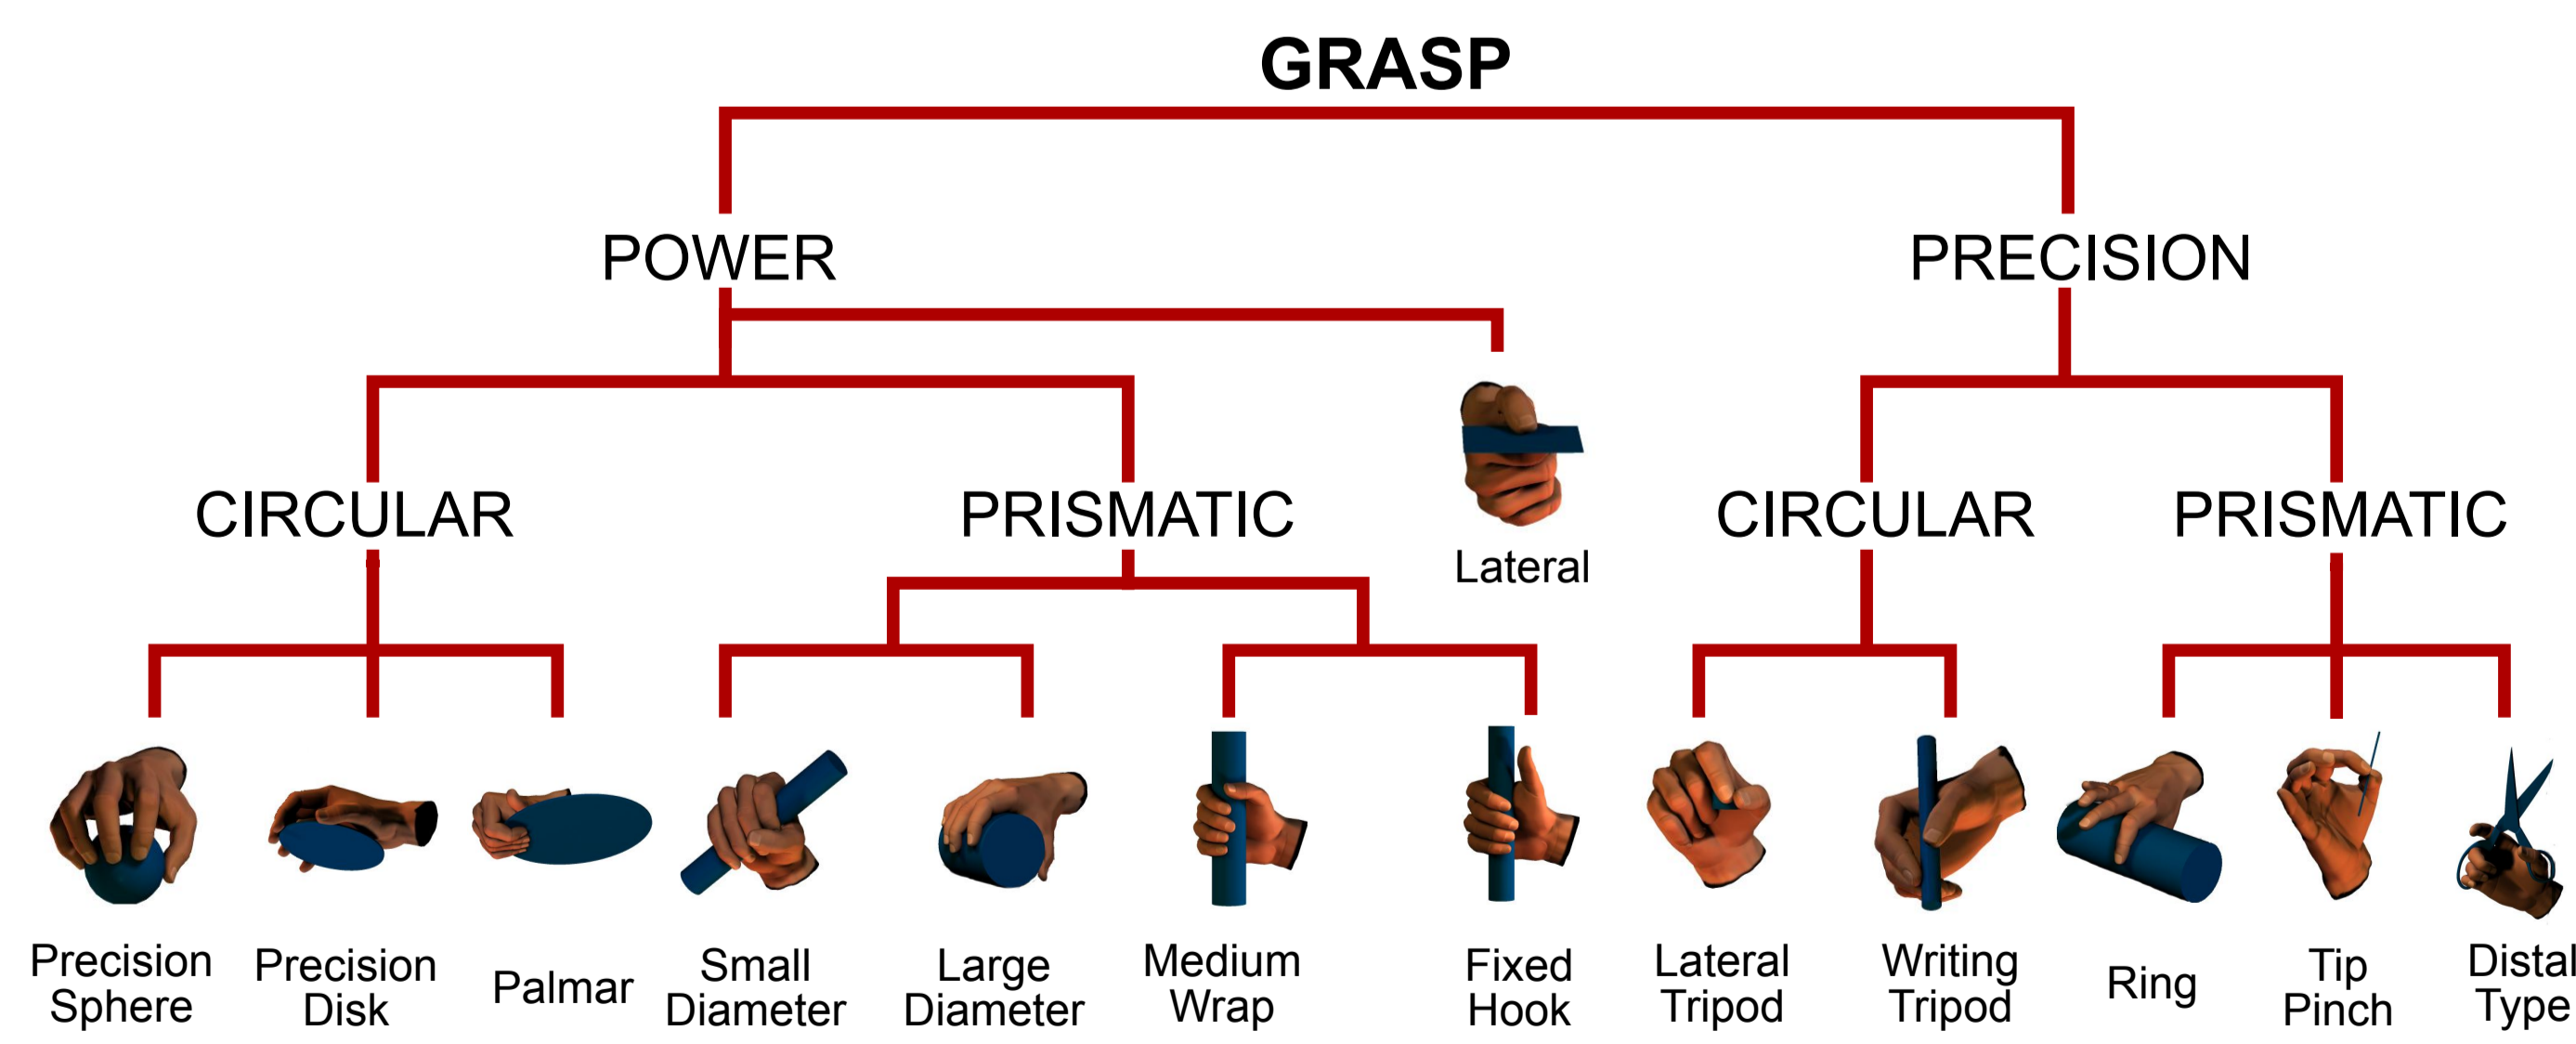 GRASP
POWER
PRECISION
CIRCULAR
PRISMATIC
Lateral
CIRCULAR
PRISMATIC
Precision
Sphere
Precision
Disk
Palmar
Small
Diameter
Large
Diameter
Medium
Wrap
Fixed
Hook
Lateral
Tripod
Writing
Tripod
Ring
Tip
Pinch
Distal
Type